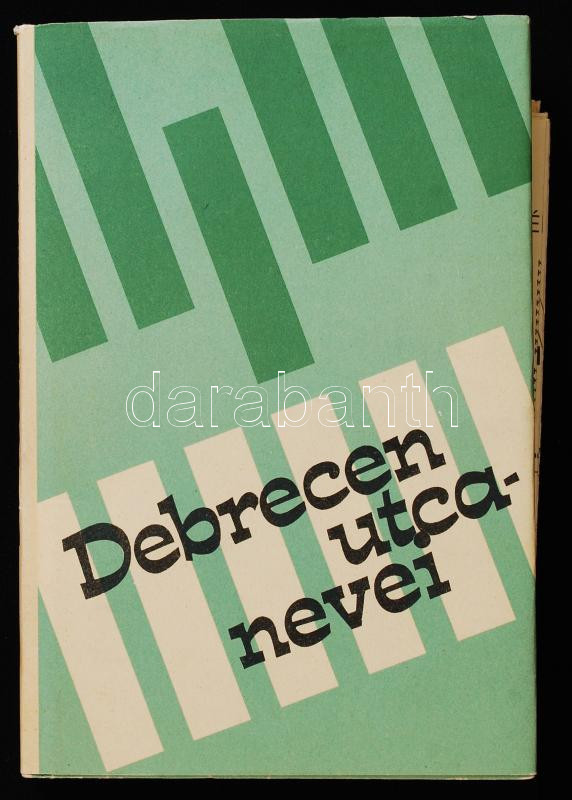 darabanth
Debrecen
utca-
nevei